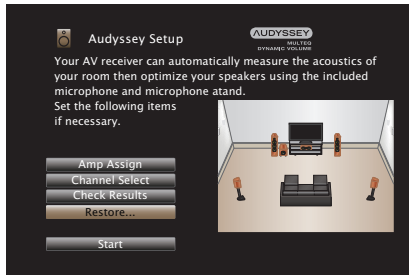 Audyssey Setup
AUDYSSEY
MULTEQ
DYNAMIC VOLUME
Your AV receiver can automatically measure the acoustics of
your room then optimize your speakers using the included
microphone and microphone atand.
Set the following items
if necessary.
Amp Assign
Channel Select
Check Results
Restore...
Start